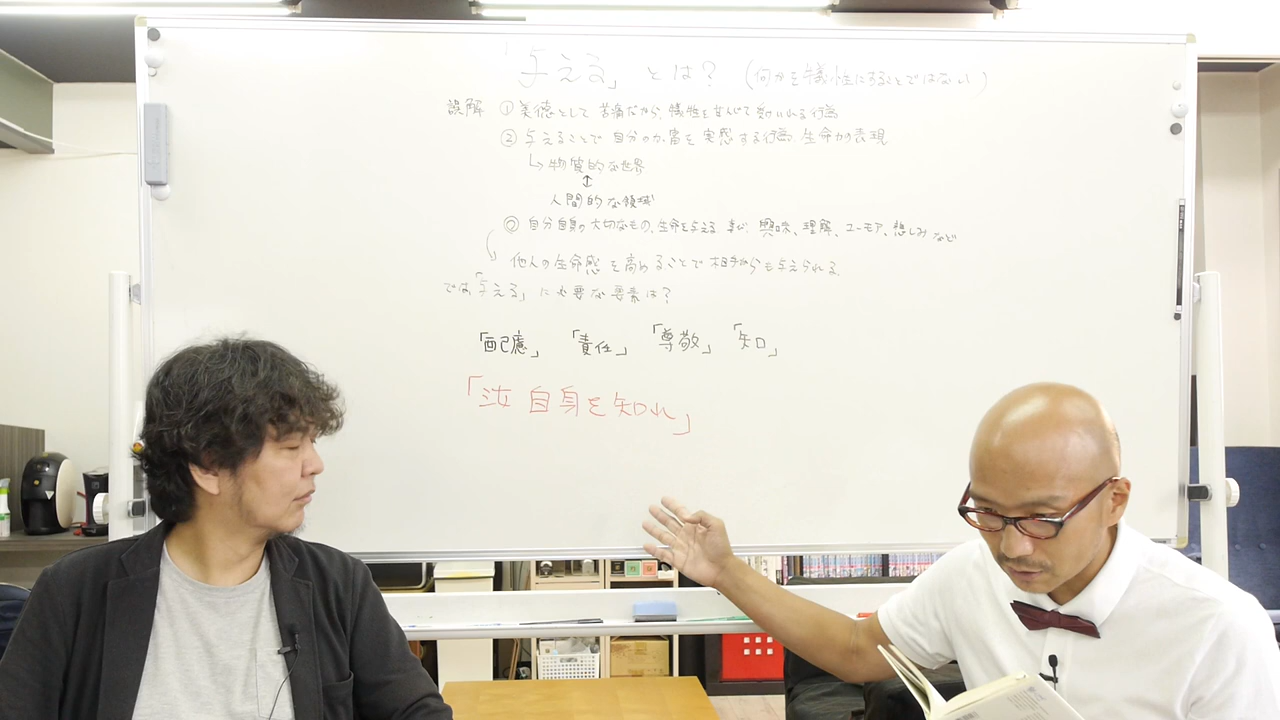 「与える」とは？（何かを犠牲にすることではない）
誤解 ① 美徳として 苦痛だから、犠牲を甘んじて受けいれる行為
② 与えることで 自分の力、富を 実感する行為、生命力の表現
↳ 物質的な世界
↕
人間的な領域
◎ 自分自身の大切なもの、生命を与える 喜び、興味、理解、ユーモア、悲しみ など
他人の生命感を高めることで 相手からも与えられる
では「与える」に必要な要素は？
「配慮」 「責任」 「尊敬」 「知」
「汝自身を知れ」